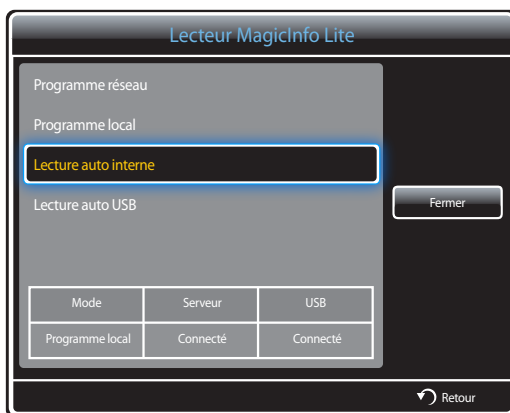 Lecteur MagicInfo Lite
Programme réseau
Programme local
Lecture auto interne
Lecture auto USB
Fermer
Mode Serveur USB
Programme local Connecté Connecté
Retour